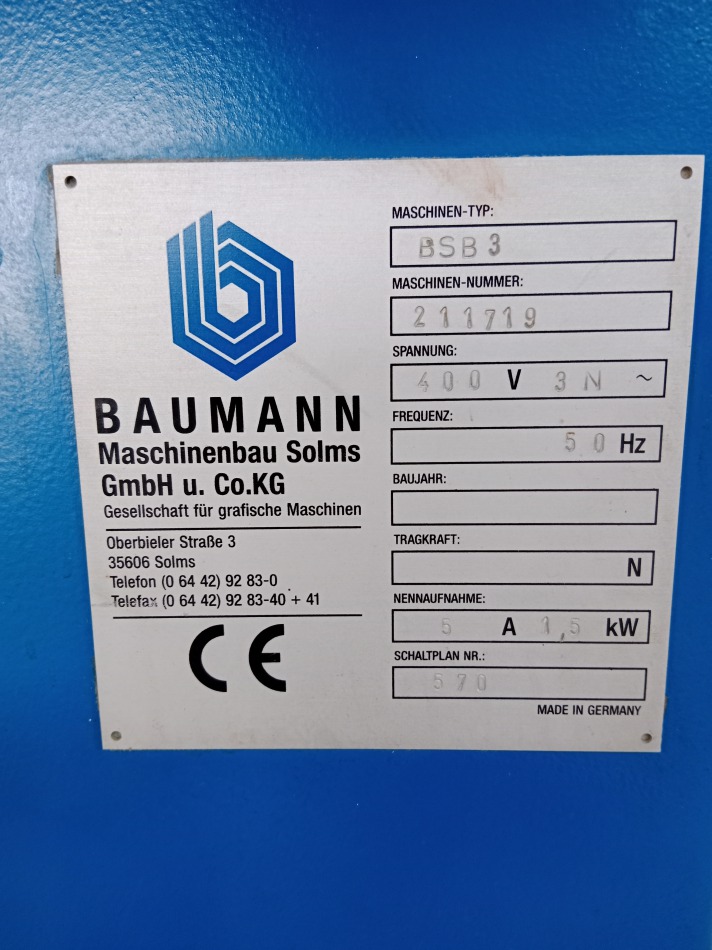 BAUMANN
Maschinenbau Solms
GmbH u. Co.KG
Gesellschaft für grafische Maschinen
Oberbieler Straße 3
35606 Solms
Telefon (0 64 42) 92 83-0
Telefax (0 64 42) 92 83-40 + 41
CE
MASCHINEN-TYP:
BSB 3
MASCHINEN-NUMMER:
211719
SPANNUNG:
400 V 3N ~
FREQUENZ:
50 Hz
BAUJAHR:
TRAGKRAFT:
N
NENNAUFNAHME:
5 A 1,5 kW
SCHALTPLAN NR.:
570
MADE IN GERMANY